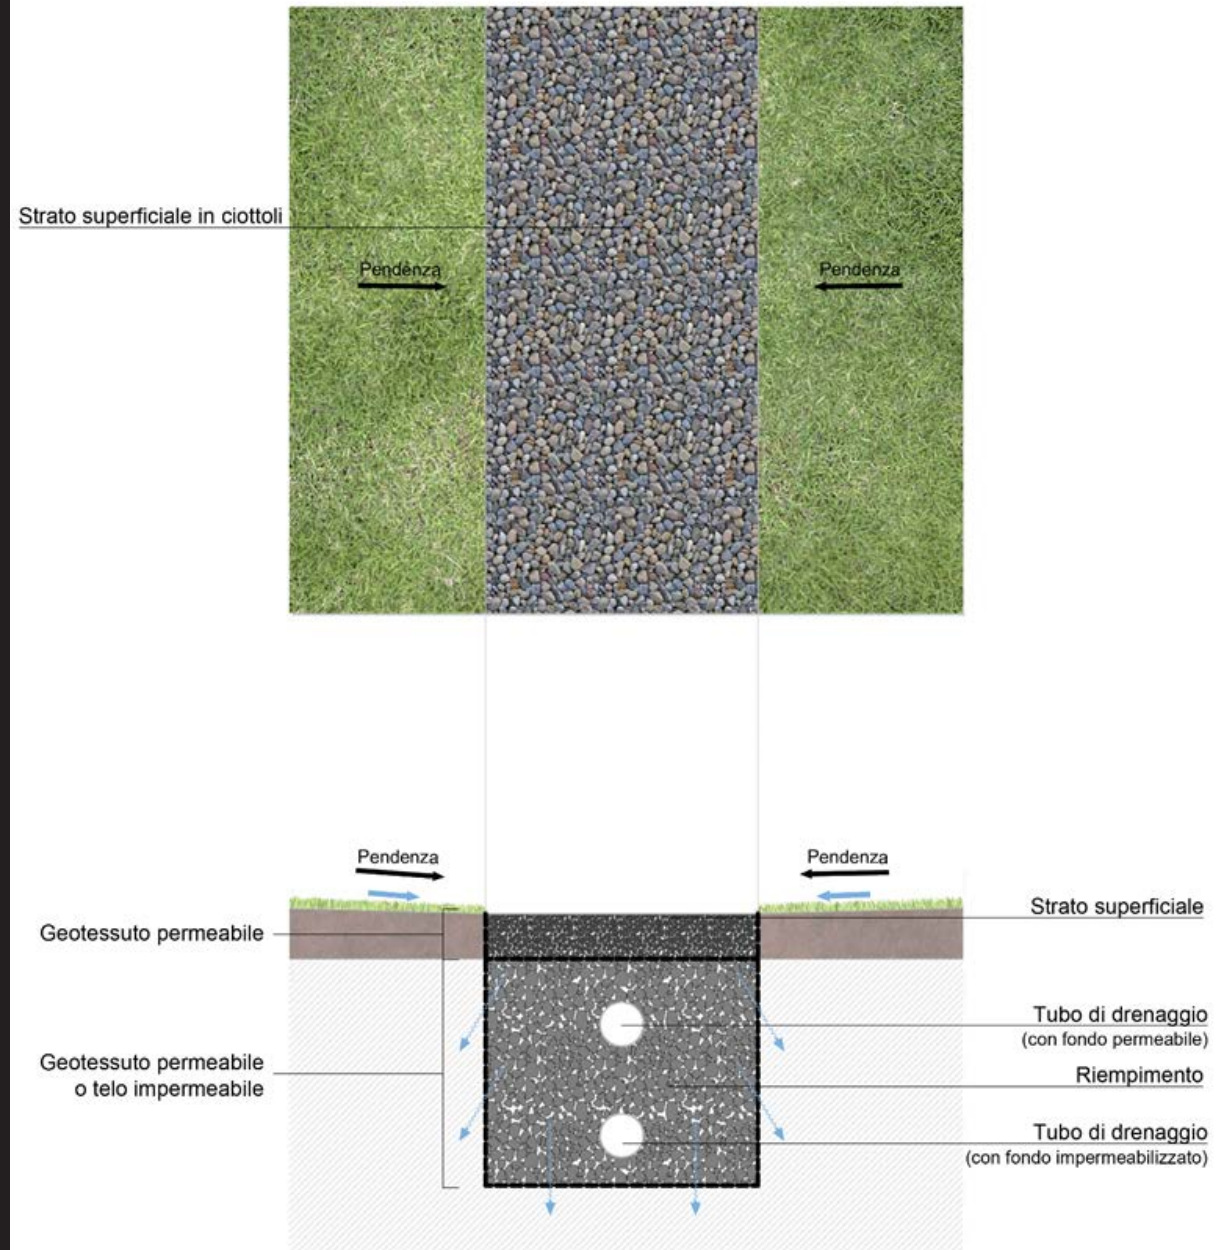 Strato superficiale in ciottoli
Pendenza
Pendenza
Pendenza
Pendenza
Strato superficiale
Geotessuto permeabile
Tubo di drenaggio
(con fondo permeabile)
Geotessuto permeabile
o telo impermeabile
Riempimento
Tubo di drenaggio
(con fondo impermeabilizzato)